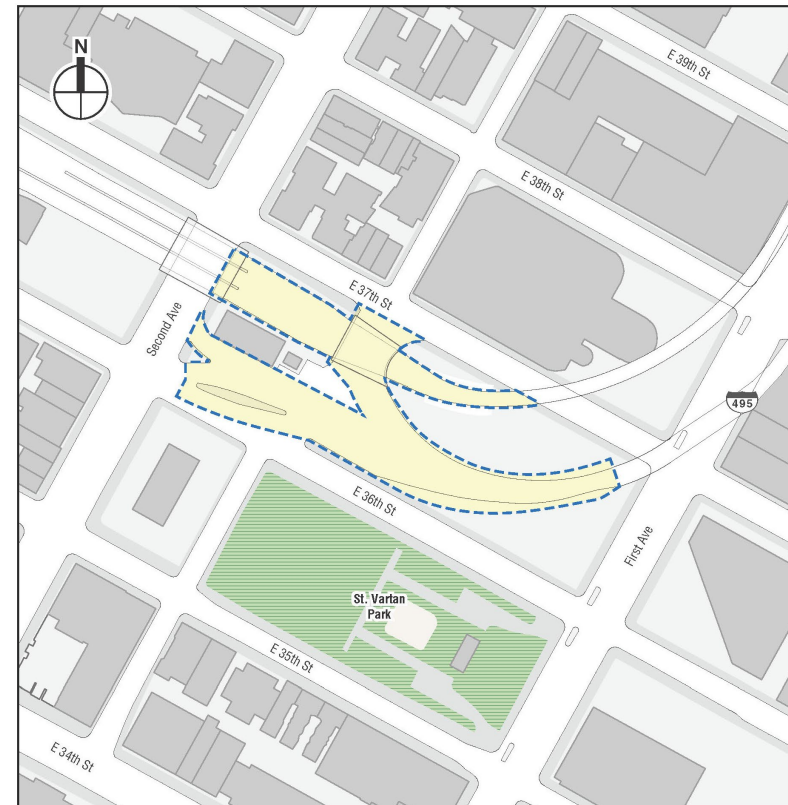 N
E 39th St
E 38th St
E 37th St
Second Ave
495
E 36th St
First Ave
St. Vartan
Park
E 35th St
E 34th St